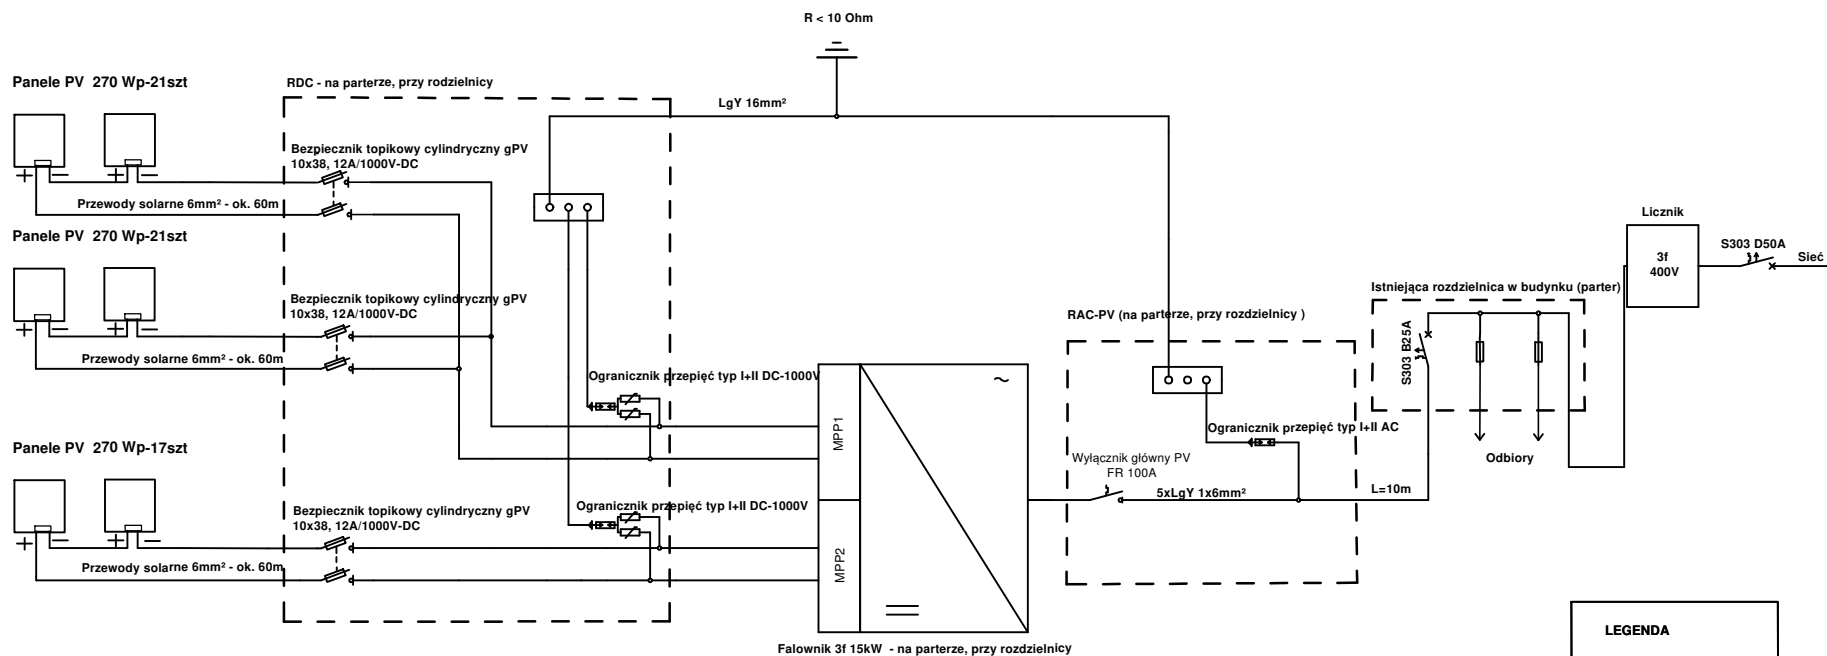 R < 10 Ohm
Panele PV 270 Wp-21szt
RDC - na parterze, przy rodzielnicy
LgY 16mm²
Bezpiecznik topikowy cylindryczny gPV
10x38, 12A/1000V-DC
+ − + −
Przewody solarne 6mm² - ok. 60m
Panele PV 270 Wp-21szt
Licznik
3f
400V
S303 D50A
Sieć
Bezpiecznik topikowy cylindryczny gPV
10x38, 12A/1000V-DC
+ − + −
Przewody solarne 6mm² - ok. 60m
Istniejąca rozdzielnica w budynku (parter)
RAC-PV (na parterze, przy rozdzielnicy )
S303 B25A
Ogranicznik przepięć typ I+II DC-1000V
~
MPP1
Ogranicznik przepięć typ I+II AC
Odbiory
Panele PV 270 Wp-17szt
Wyłącznik główny PV
FR 100A
5xLgY 1x6mm²
L=10m
Ogranicznik przepięć typ I+II DC-1000V
Bezpiecznik topikowy cylindryczny gPV
10x38, 12A/1000V-DC
+ − + −
Przewody solarne 6mm² - ok. 60m
MPP2
Falownik 3f 15kW - na parterze, przy rozdzielnicy
LEGENDA